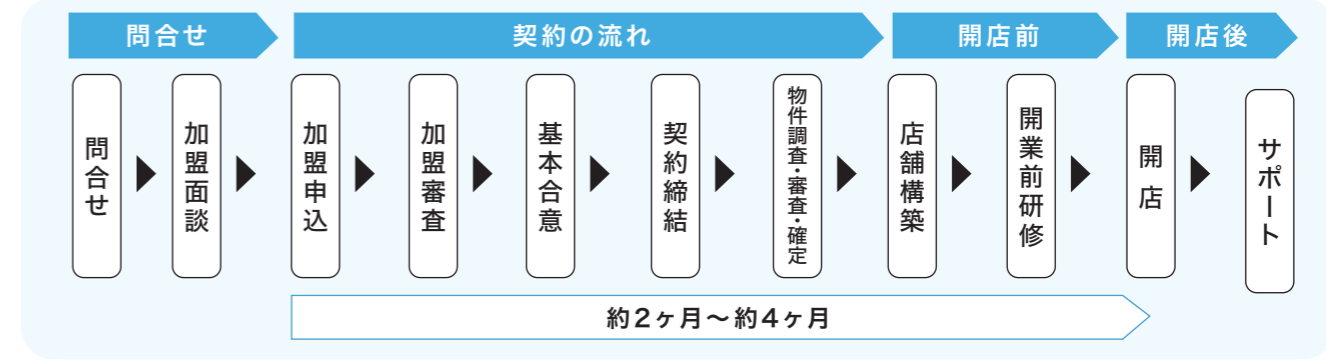 問合せ
契約の流れ
開店前
開店後
問合せ
加盟面談
加盟申込
加盟審査
基本合意
契約締結
物件調査・審査・確定
店舗構築
開業前研修
開店
サポート
約2ヶ月〜約4ヶ月